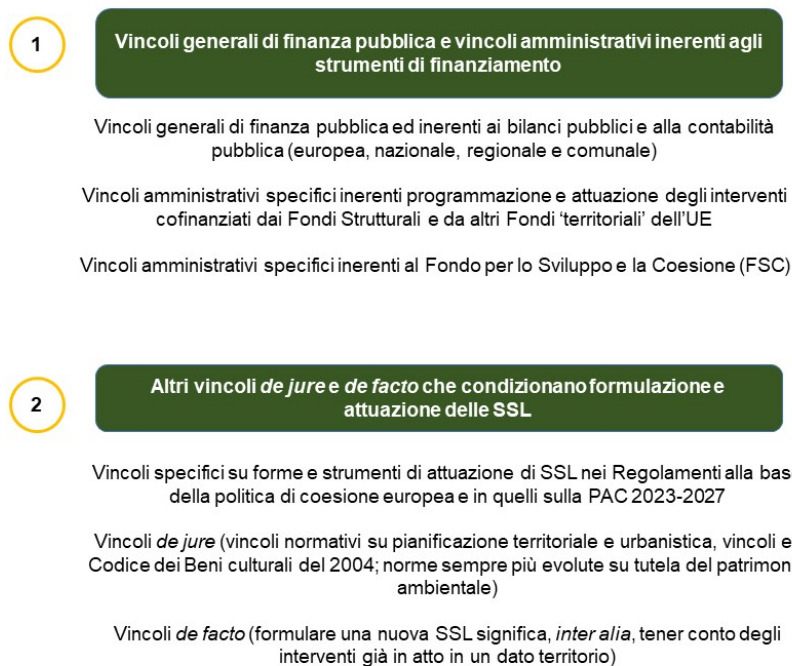 1
Vincoli generali di finanza pubblica e vincoli amministrativi inerenti agli
strumenti di finanziamento
Vincoli generali di finanza pubblica ed inerenti ai bilanci pubblici e alla contabilità
pubblica (europea, nazionale, regionale e comunale)
Vincoli amministrativi specifici inerenti programmazione e attuazione degli interventi
cofinanziati dai Fondi Strutturali e da altri Fondi ‘territoriali’ dell’UE
Vincoli amministrativi specifici inerenti al Fondo per lo Sviluppo e la Coesione (FSC)
2
Altri vincoli de jure e de facto che condizionano formulazione e
attuazione delle SSL
Vincoli specifici su forme e strumenti di attuazione di SSL nei Regolamenti alla bas
della politica di coesione europea e in quelli sulla PAC 2023-2027
Vincoli de jure (vincoli normativi su pianificazione territoriale e urbanistica, vincoli e
Codice dei Beni culturali del 2004; norme sempre più evolute su tutela del patrimon
ambientale)
Vincoli de facto (formulare una nuova SSL significa, inter alia, tener conto degli
interventi già in atto in un dato territorio)